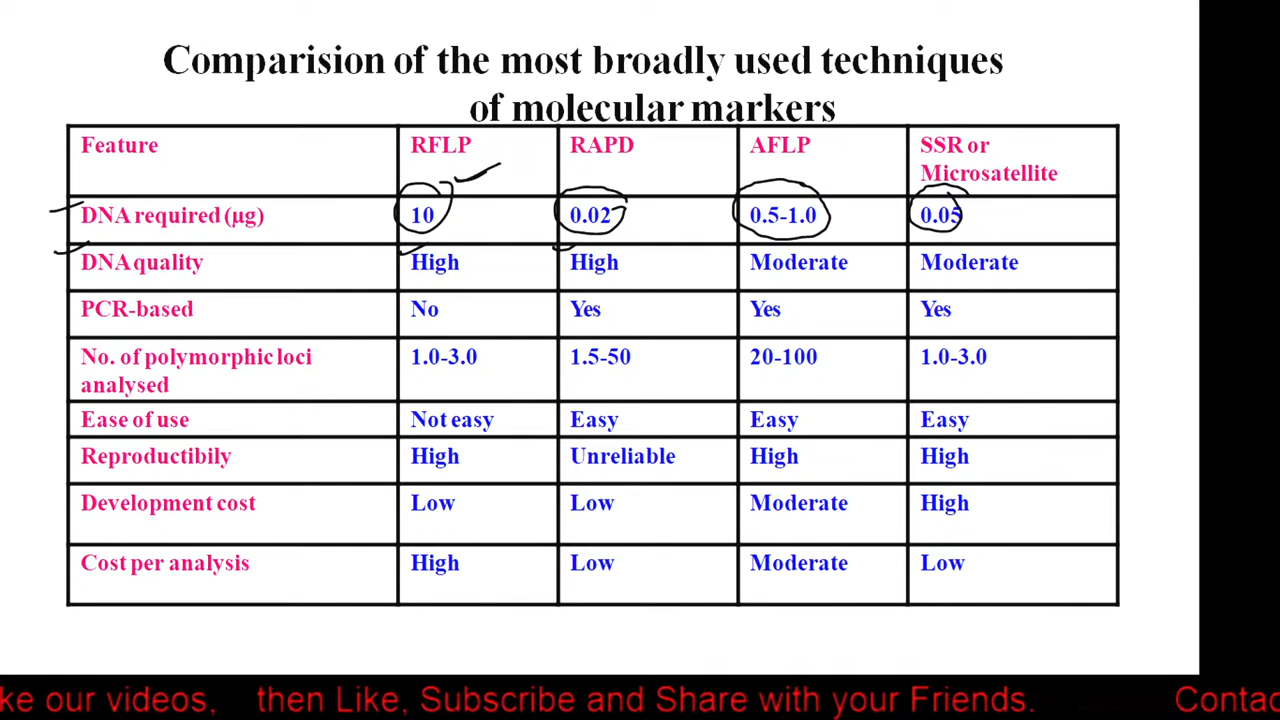 Comparision of the most broadly used techniques
of molecular markers
Feature RFLP RAPD AFLP SSR or
Microsatellite
DNA required (µg) 10 0.02 0.5-1.0 0.05
DNA quality High High Moderate Moderate
PCR-based No Yes Yes Yes
No. of polymorphic loci 1.0-3.0 1.5-50 20-100 1.0-3.0
analysed
Ease of use Not easy Easy Easy Easy
Reproductibily High Unreliable High High
Development cost Low Low Moderate High
Cost per analysis High Low Moderate Low
ke our videos, then Like, Subscribe and Share with your Friends. Contac